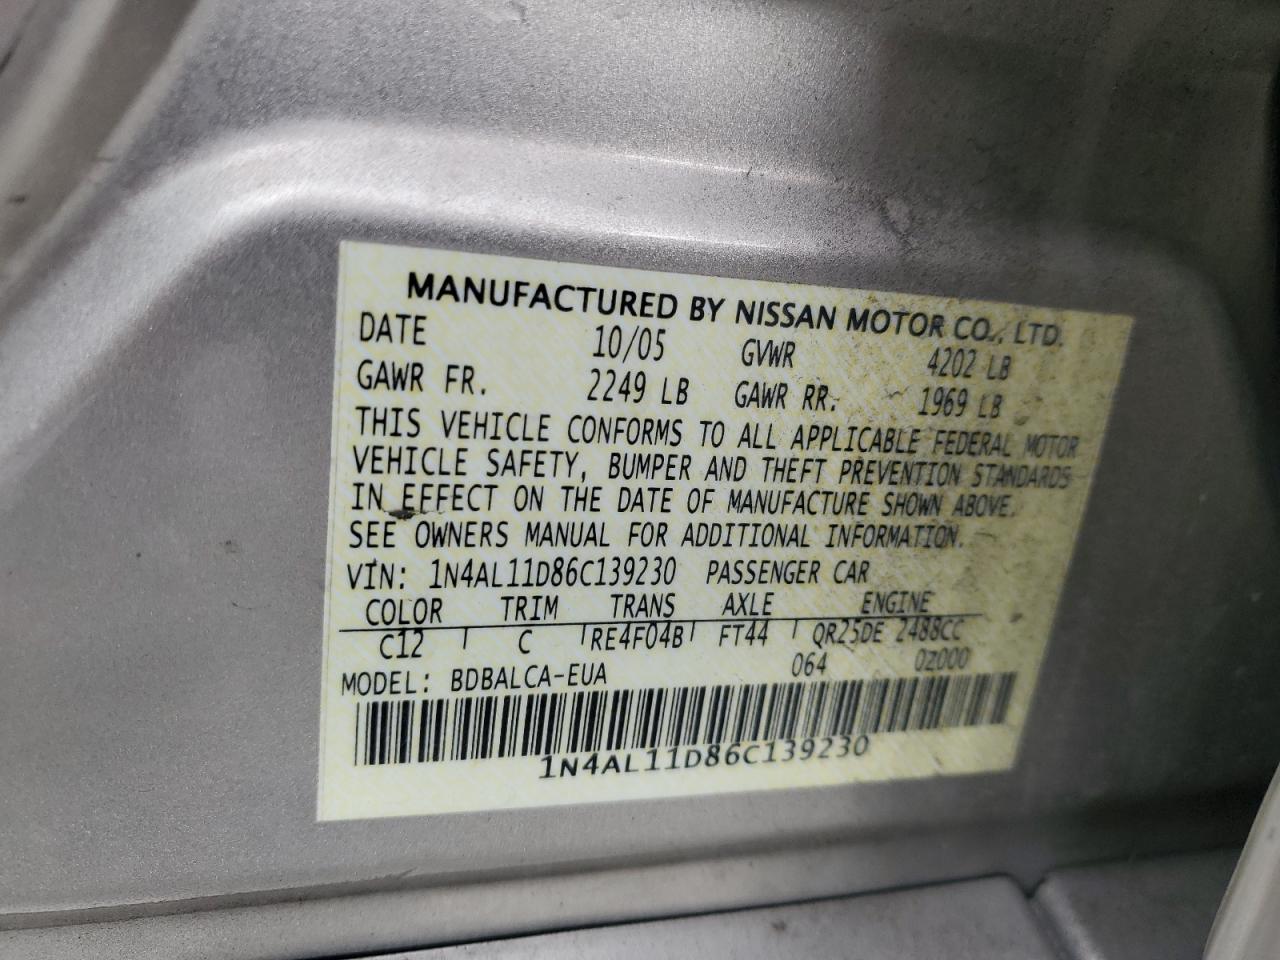 MANUFACTURED BY NISSAN MOTOR CO., LTD.
DATE 10/05 GVWR 4202 LB
GAWR FR. 2249 LB GAWR RR. 1969 LB
THIS VEHICLE CONFORMS TO ALL APPLICABLE FEDERAL MOTOR
VEHICLE SAFETY, BUMPER AND THEFT PREVENTION STANDARDS
IN EFFECT ON THE DATE OF MANUFACTURE SHOWN ABOVE.
SEE OWNERS MANUAL FOR ADDITIONAL INFORMATION.
VIN: 1N4AL11D86C139230 PASSENGER CAR
COLOR TRIM TRANS AXLE ENGINE
C12 C RE4F04B FT44 QR25DE 2488CC
064 0Z000
MODEL: BDBALCA-EUA
1N4AL11D86C139230